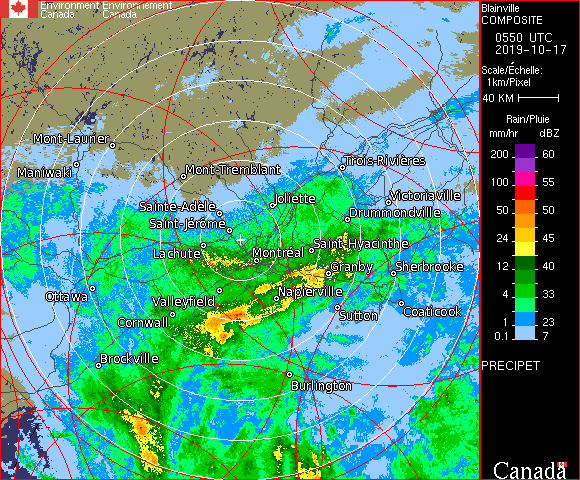 Environment Environnement
Canada Canada
Blainville
COMPOSITE
0550 UTC
2019-10-17
Scale/Échelle:
1km/Pixel
40 KM
Rain/Pluie
mm/hr dBZ
200 60
100 55
50 50
24 45
12 40
4 33
1 23
0.1 7
PRECIPET
Canada
Mont-Laurier
Maniwaki
Mont-Tremblant
Trois-Rivières
Sainte-Adele
Joliette
Victoriaville
Saint-Jérôme
Drummondville
Lachute
Montréal
Saint-Hyacinthe
Granby
Sherbrooke
Ottawa
Valleyfield
Napierville
Cornwall
Sutton
Coaticook
Brockville
Burlington